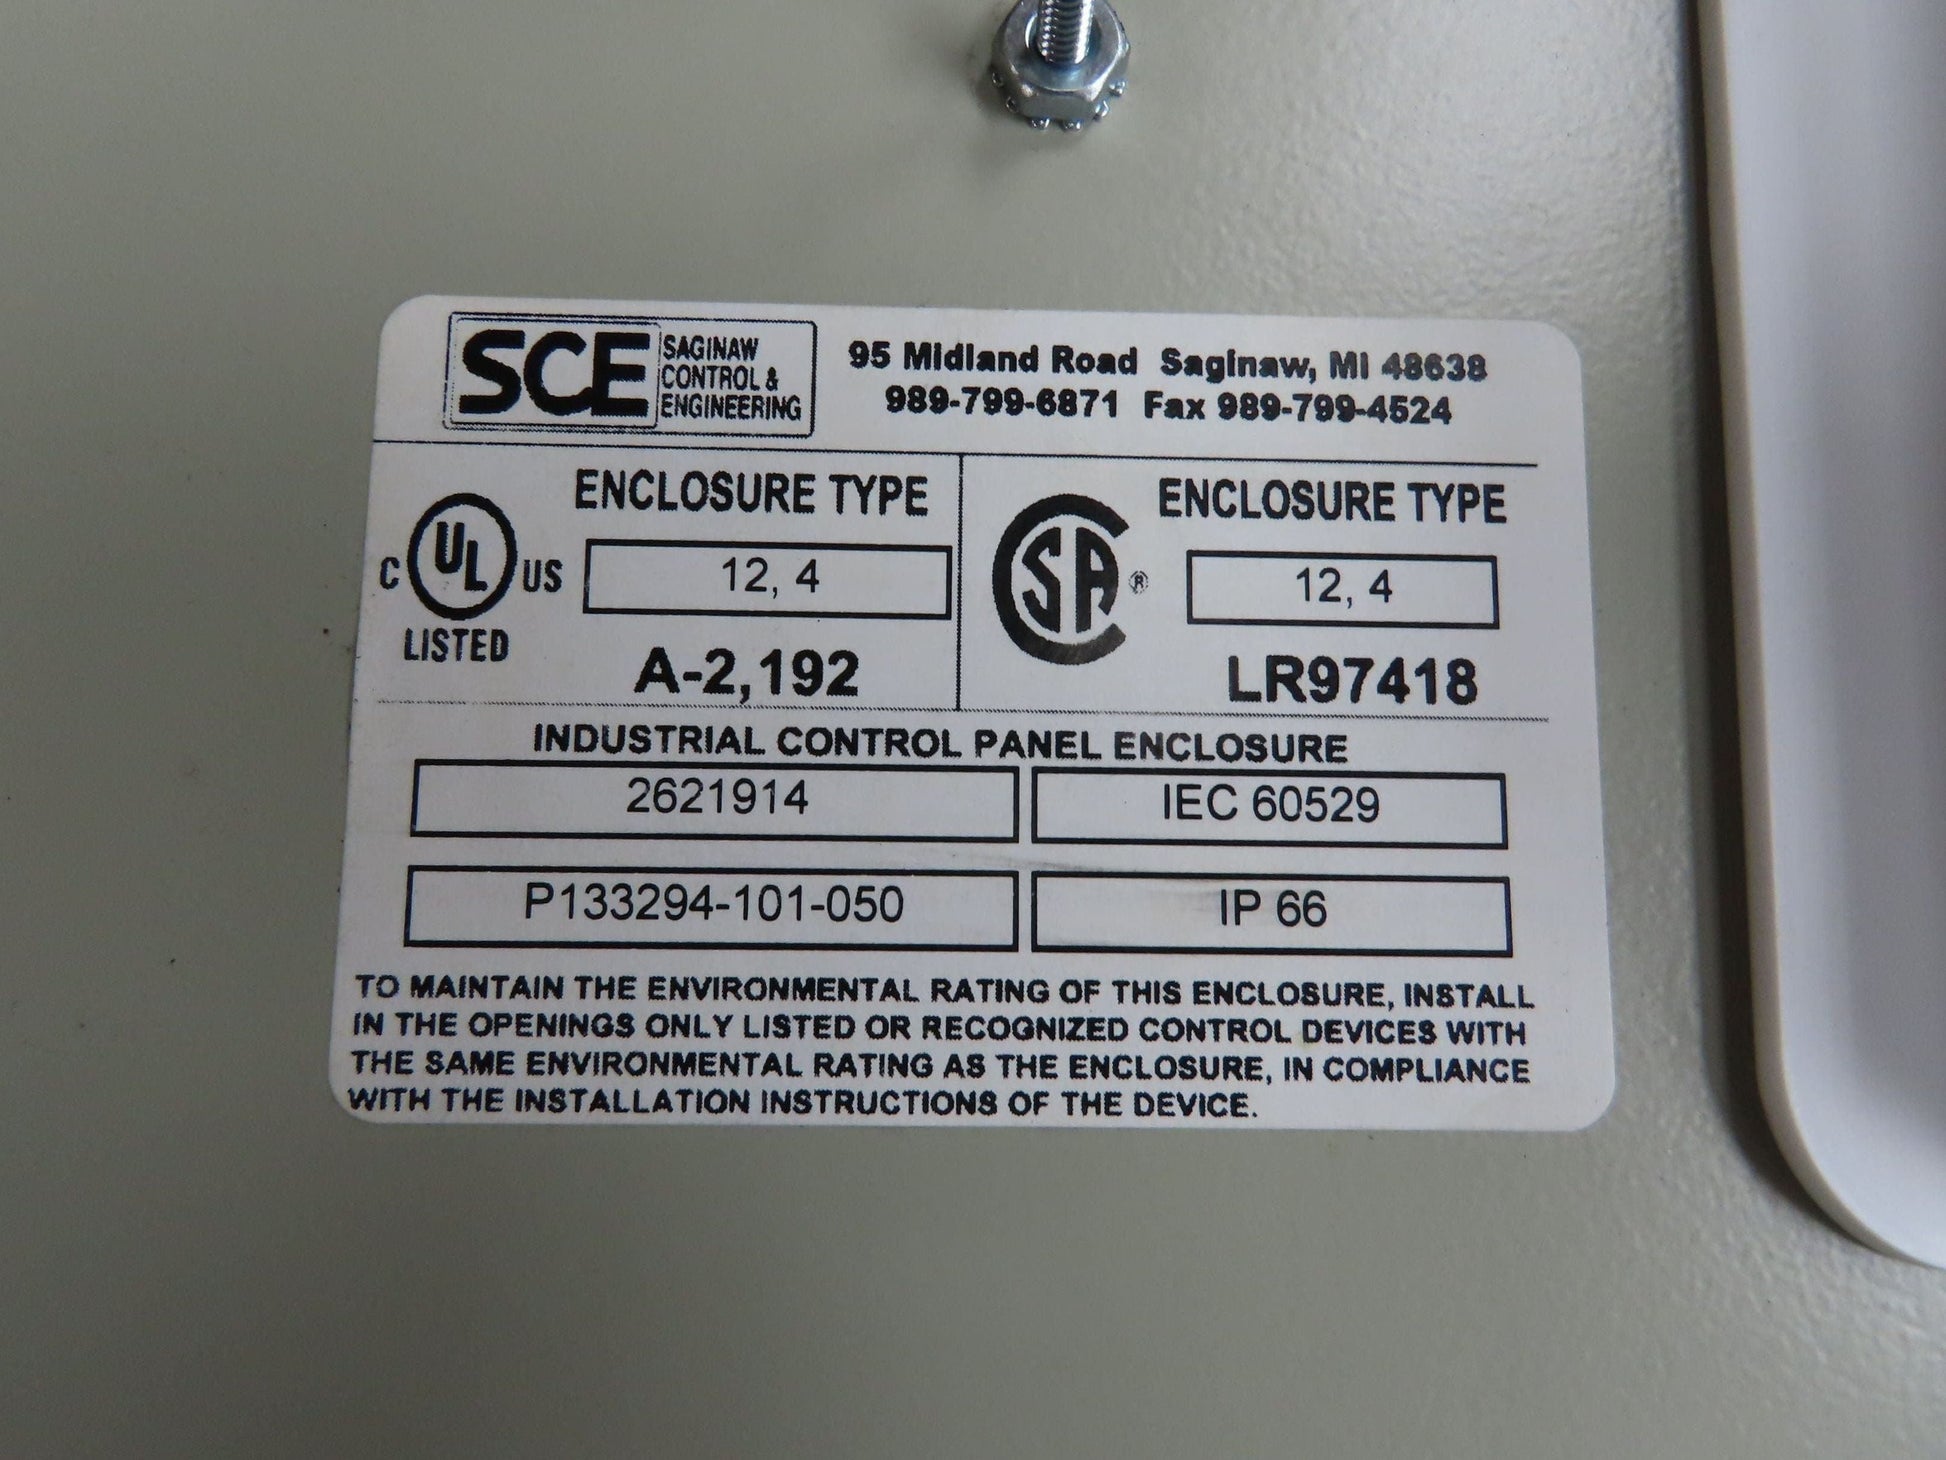 SCE SAGINAW
CONTROL &
ENGINEERING
95 Midland Road Saginaw, MI 48638
989-799-6871 Fax 989-799-4524
C UL US
LISTED
ENCLOSURE TYPE
12, 4
A-2,192
CSA ®
ENCLOSURE TYPE
12, 4
LR97418
INDUSTRIAL CONTROL PANEL ENCLOSURE
2621914 IEC 60529
P133294-101-050 IP 66
TO MAINTAIN THE ENVIRONMENTAL RATING OF THIS ENCLOSURE, INSTALL
IN THE OPENINGS ONLY LISTED OR RECOGNIZED CONTROL DEVICES WITH
THE SAME ENVIRONMENTAL RATING AS THE ENCLOSURE, IN COMPLIANCE
WITH THE INSTALLATION INSTRUCTIONS OF THE DEVICE.